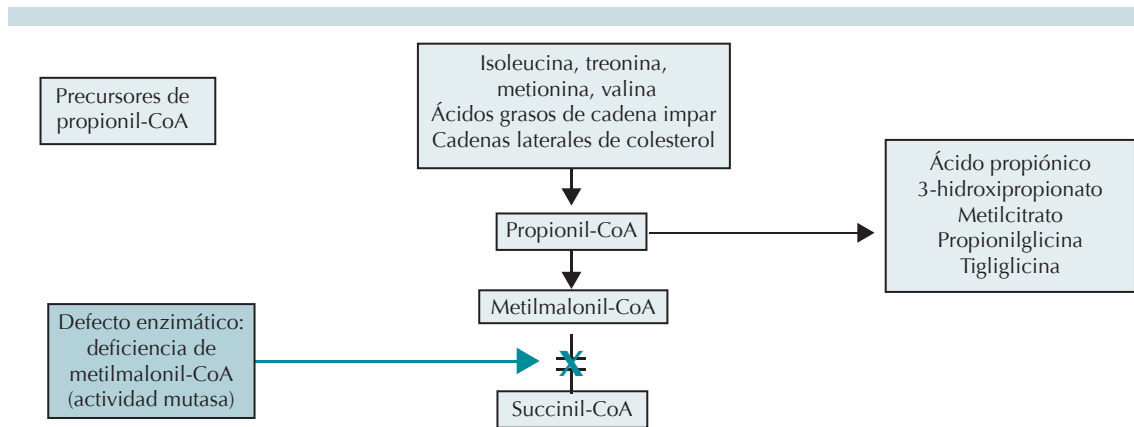 Precursores de
propionil-CoA
Isoleucina, treonina,
metionina, valina
Ácidos grasos de cadena impar
Cadenas laterales de colesterol
Propionil-CoA
Ácido propiónico
3-hidroxipropionato
Metilcitrato
Propionilglicina
Tigliglicina
Metilmalonil-CoA
Defecto enzimático:
deficiencia de
metilmalonil-CoA
(actividad mutasa)
X
Succinil-CoA